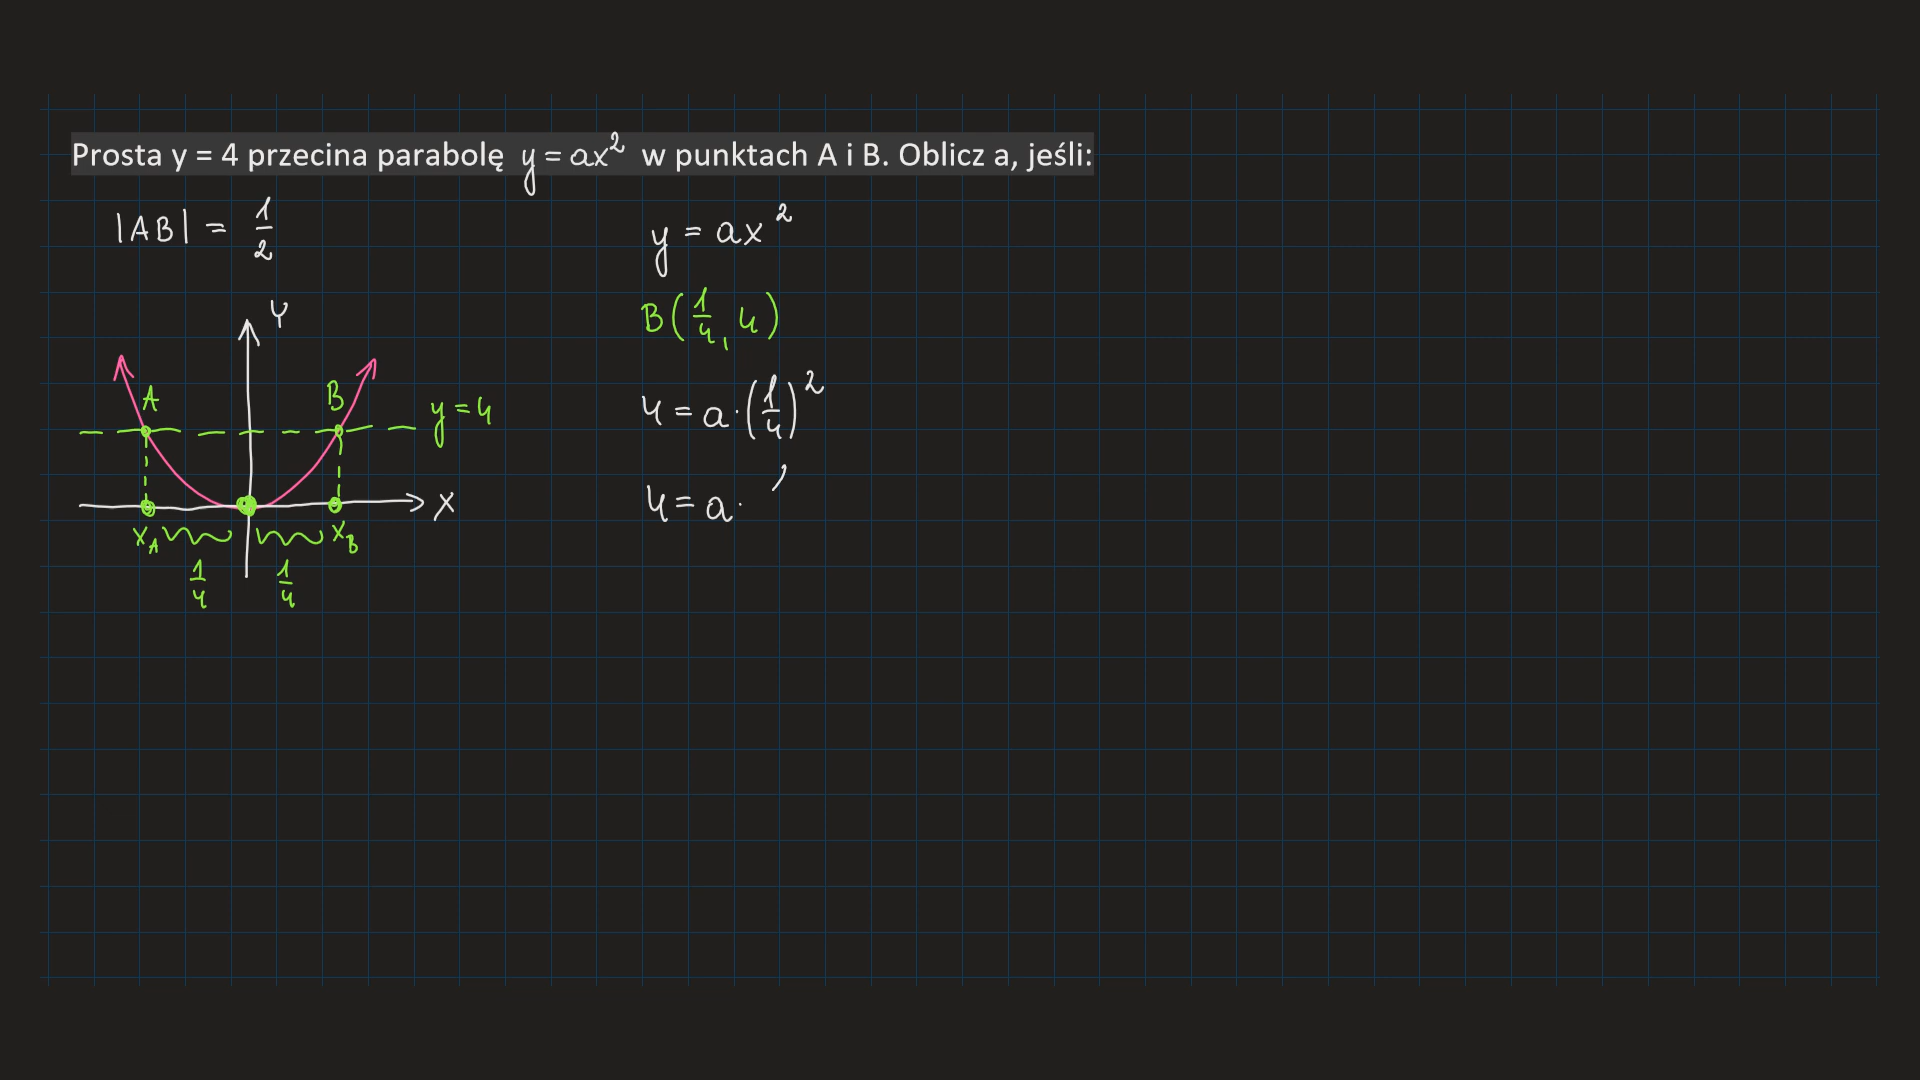 Prosta y = 4 przecina parabolę y = ax² w punktach A i B. Oblicz a, jeśli:
|AB| = 1/2
Y
A
B
y = 4
X
x_A
x_B
1/4
1/4
y = ax²
B(1/4, 4)
4 = a · (1/4)²
4 = a ·